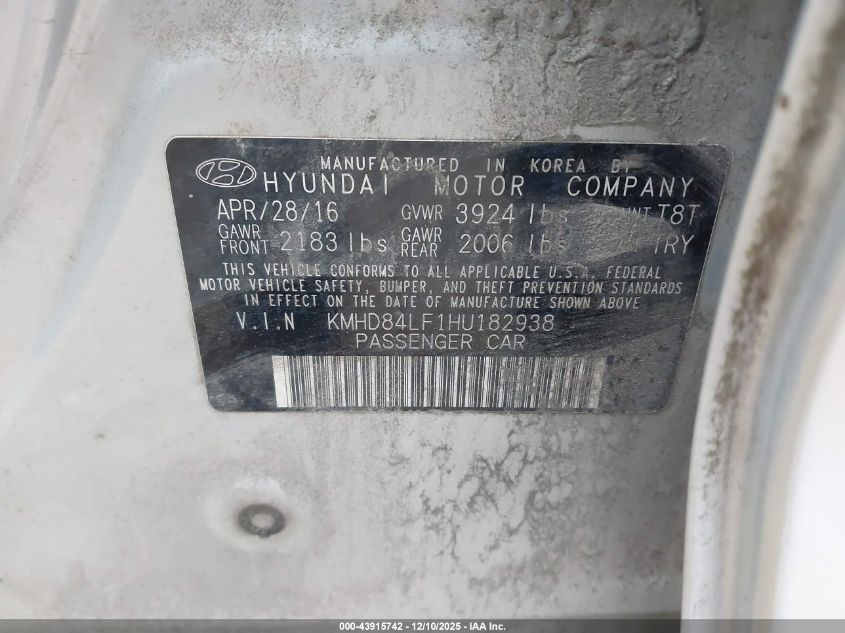 MANUFACTURED IN KOREA BY
HYUNDAI MOTOR COMPANY
APR/28/16 GVWR 3924 lbs T8T
GAWR FRONT 2183 lbs GAWR REAR 2006 lbs TRY
THIS VEHICLE CONFORMS TO ALL APPLICABLE U.S.A. FEDERAL
MOTOR VEHICLE SAFETY, BUMPER, AND THEFT PREVENTION STANDARDS
IN EFFECT ON THE DATE OF MANUFACTURE SHOWN ABOVE
V.I.N KMHD84LF1HU182938
PASSENGER CAR
000-43915742 - 12/10/2025 - IAA Inc.